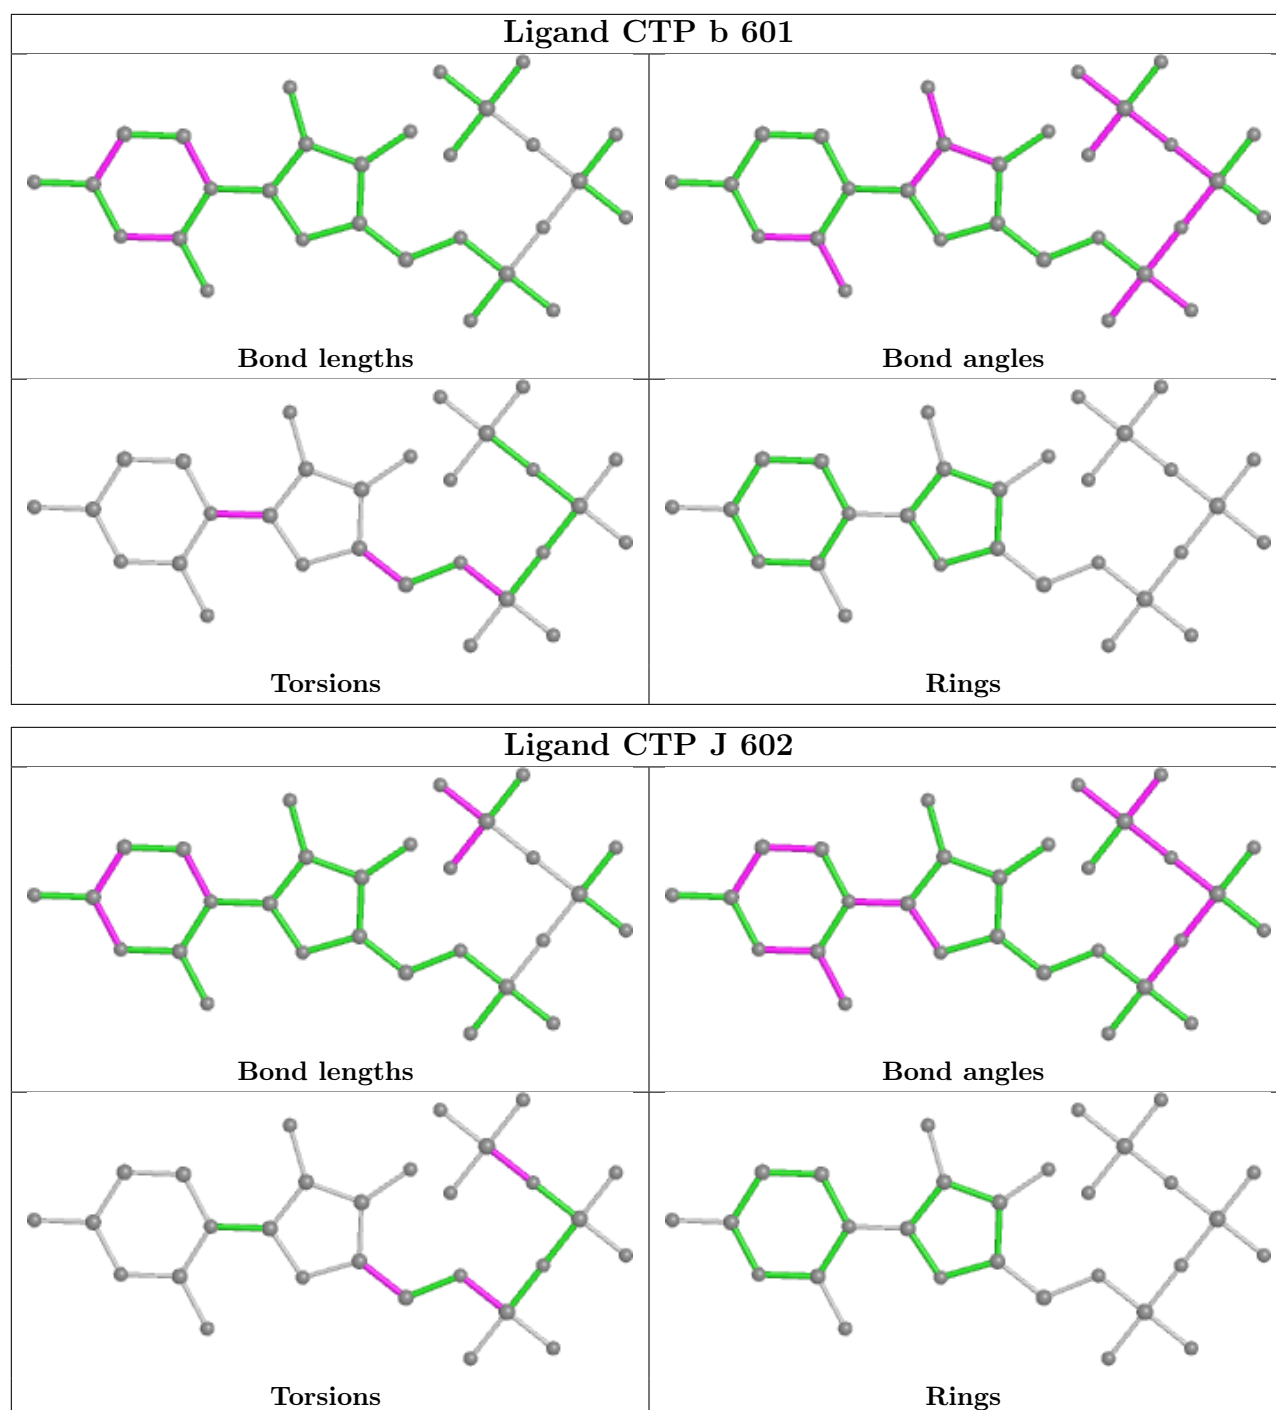 Ligand CTP b 601
Bond lengths
Bond angles
Torsions
Rings
Ligand CTP J 602
Bond lengths
Bond angles
Torsions
Rings